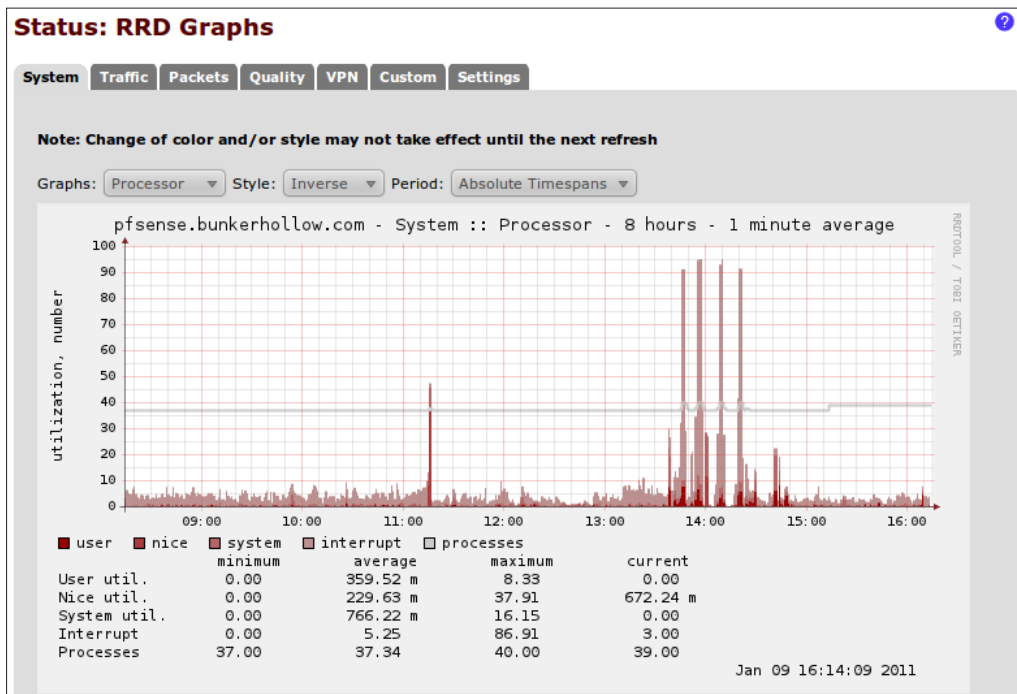 Status: RRD Graphs
?
System Traffic Packets Quality VPN Custom Settings
Note: Change of color and/or style may not take effect until the next refresh
Graphs: Processor Style: Inverse Period: Absolute Timespans
pfsense.bunkerhollow.com - System :: Processor - 8 hours - 1 minute average
RRDTOOL / TOBI OETIKER
utilization, number
100
90
80
70
60
50
40
30
20
10
0
09:00 10:00 11:00 12:00 13:00 14:00 15:00 16:00
user nice system interrupt processes
minimum average maximum current
User util. 0.00 359.52 m 8.33 0.00
Nice util. 0.00 229.63 m 37.91 672.24 m
System util. 0.00 766.22 m 16.15 0.00
Interrupt 0.00 5.25 86.91 3.00
Processes 37.00 37.34 40.00 39.00
Jan 09 16:14:09 2011